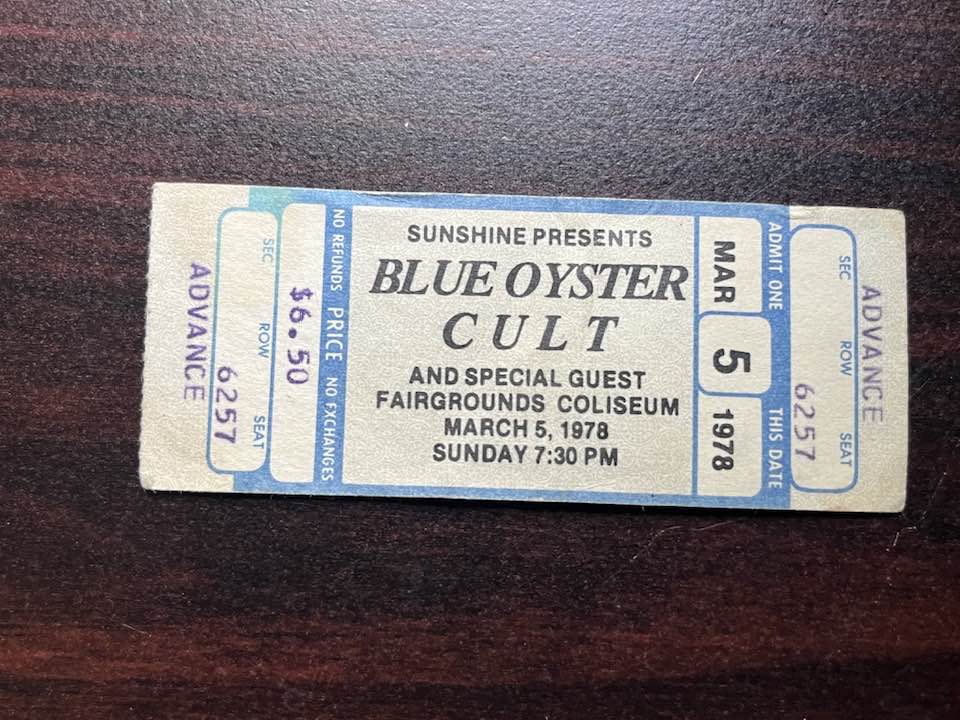 ADVANCE
SEC ROW SEAT
6257
$6.50
NO REFUNDS PRICE NO EXCHANGES
SUNSHINE PRESENTS
BLUE OYSTER
CULT
AND SPECIAL GUEST
FAIRGROUNDS COLISEUM
MARCH 5, 1978
SUNDAY 7:30 PM
MAR 5 1978
ADMIT ONE THIS DATE
SEC ROW SEAT
6257
ADVANCE